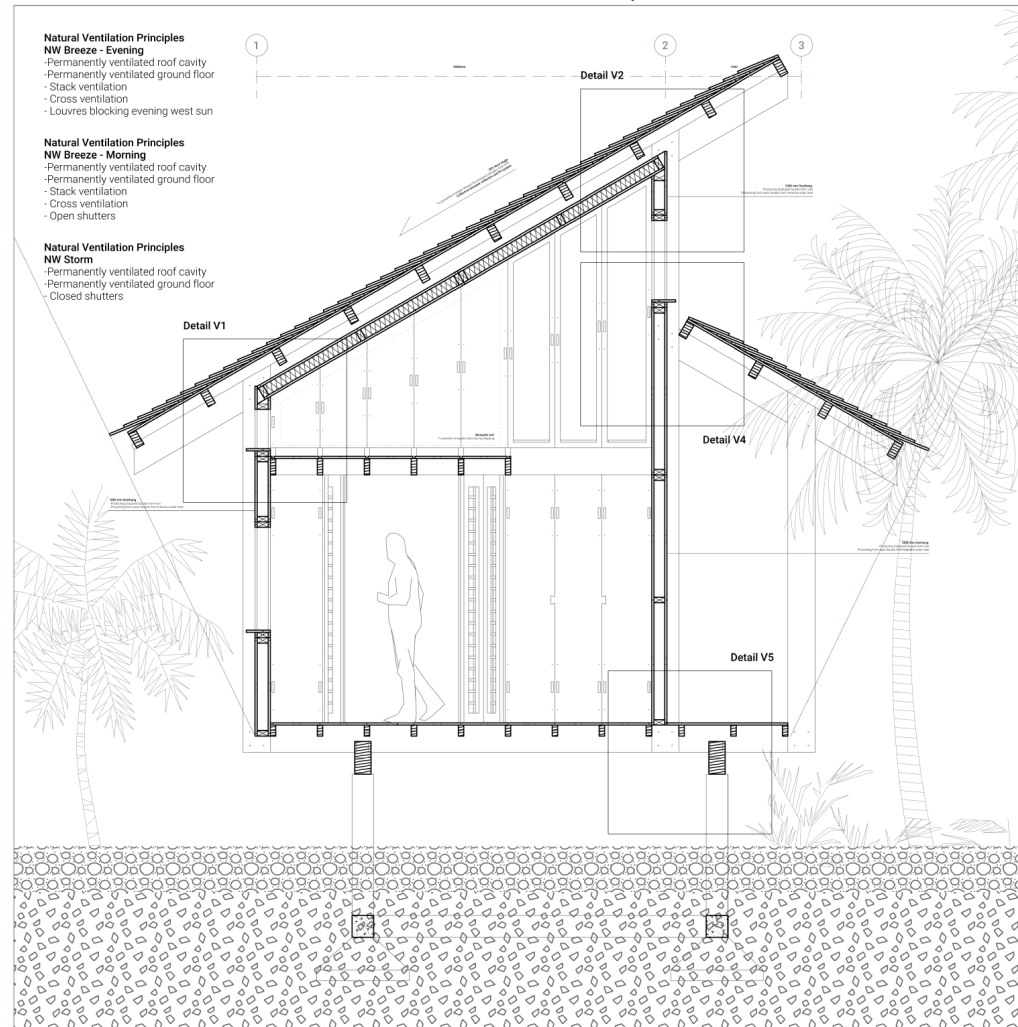 Natural Ventilation Principles
NW Breeze - Evening
-Permanently ventilated roof cavity
-Permanently ventilated ground floor
- Stack ventilation
- Cross ventilation
- Louvres blocking evening west sun
Natural Ventilation Principles
NW Breeze - Morning
-Permanently ventilated roof cavity
-Permanently ventilated ground floor
- Stack ventilation
- Cross ventilation
- Open shutters
Natural Ventilation Principles
NW Storm
-Permanently ventilated roof cavity
-Permanently ventilated ground floor
- Closed shutters
1
2
3
Detail V2
Detail V1
Mosquito net
Detail V4
Detail V5